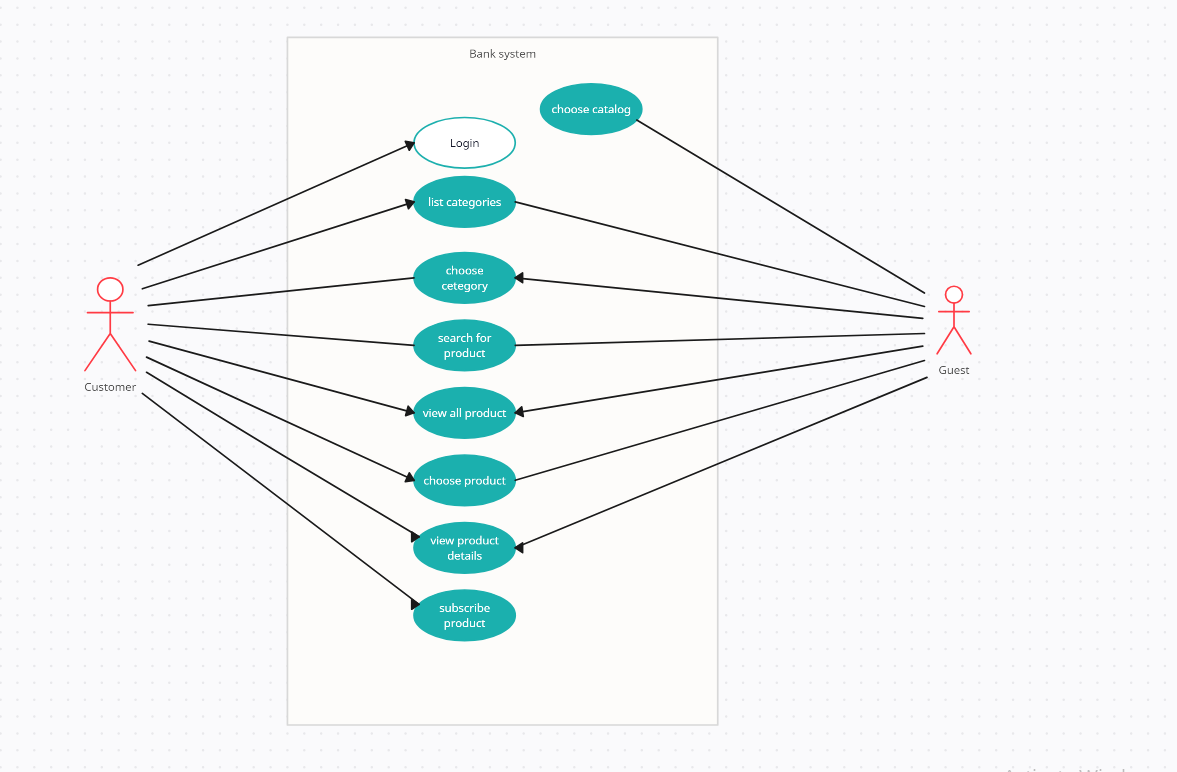 Bank system
choose catalog
Login
list categories
choose
cetegory
search for
product
view all product
choose product
view product
details
subscribe
product
Customer
Guest